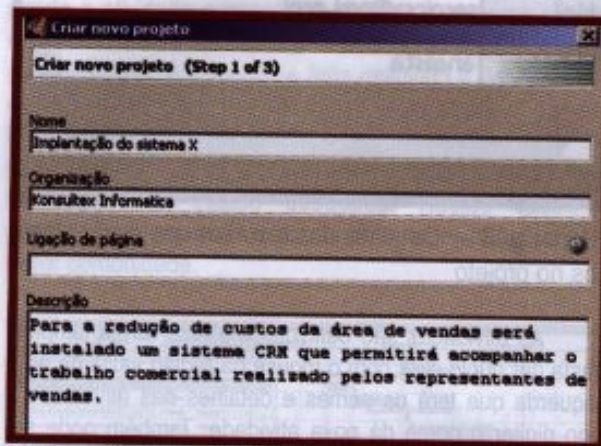 Criar novo projeto
Criar novo projeto (Step 1 of 3)
Nome
Implantação do sistema X
Organização
Konsultex Informatica
Ligação de página
Descrição
Para a redução de custos da área de vendas será
instalado um sistema CRM que permitirá acompanhar o
trabalho comercial realizado pelos representantes de
vendas.